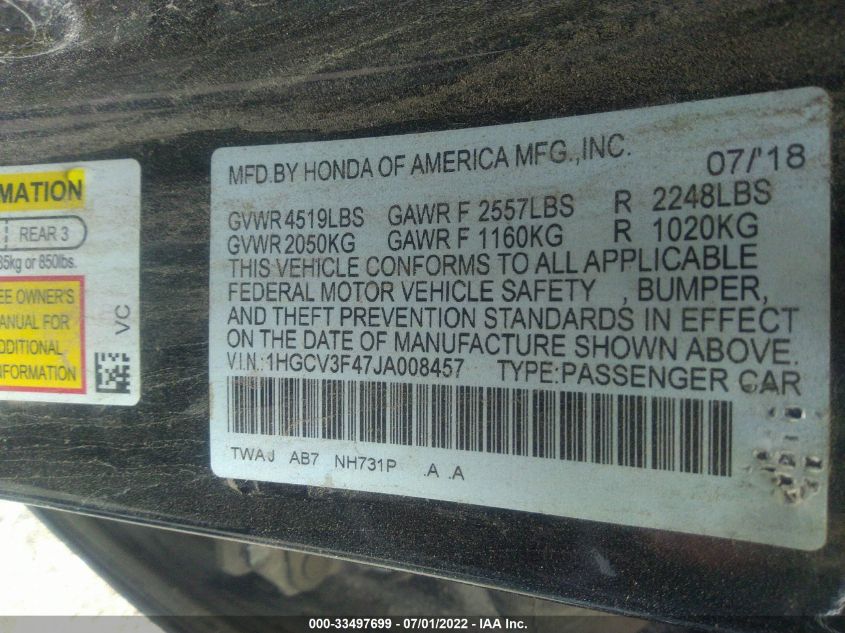 MATION
REAR 3
35kg or 850lbs.
EE OWNER'S
ANUAL FOR
DDITIONAL
NFORMATION
VC
MFD.BY HONDA OF AMERICA MFG.,INC. 07/'18
GVWR 4519LBS GAWR F 2557LBS R 2248LBS
GVWR 2050KG GAWR F 1160KG R 1020KG
THIS VEHICLE CONFORMS TO ALL APPLICABLE
FEDERAL MOTOR VEHICLE SAFETY , BUMPER,
AND THEFT PREVENTION STANDARDS IN EFFECT
ON THE DATE OF MANUFACTURE SHOWN ABOVE.
V.I.N.:1HGCV3F47JA008457 TYPE:PASSENGER CAR
TWAJ AB7 NH731P .A .A
000-33497699 - 07/01/2022 - IAA Inc.